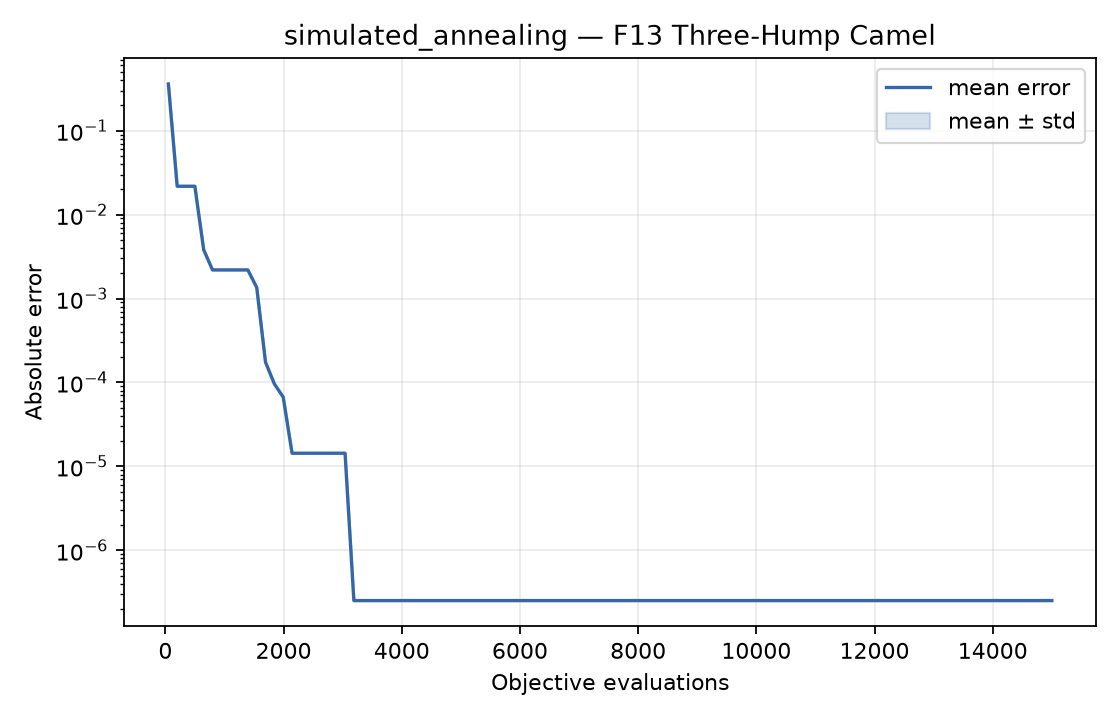 simulated_annealing — F13 Three-Hump Camel
mean error
mean ± std
Absolute error
10⁻¹
10⁻²
10⁻³
10⁻⁴
10⁻⁵
10⁻⁶
0 2000 4000 6000 8000 10000 12000 14000
Objective evaluations